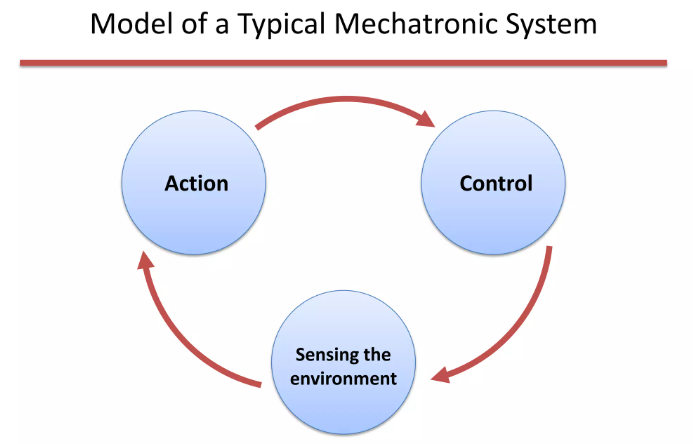 Model of a Typical Mechatronic System
Action
Control
Sensing the
environment